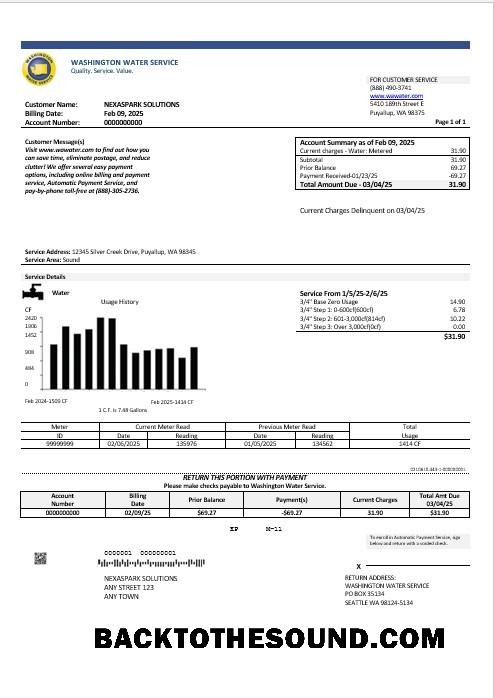 WASHINGTON WATER SERVICE
WASHINGTON WATER SERVICE
Quality. Service. Value.
FOR CUSTOMER SERVICE
(888) 490-3741
www.wawater.com
5410 189th Street E
Puyallup, WA 98375
Customer Name: NEXASPARK SOLUTIONS
Billing Date: Feb 09, 2025
Account Number: 0000000000
Page 1 of 1
Customer Message(s)
Visit www.wawater.com to find out how you
can save time, eliminate postage, and reduce
clutter! We offer several easy payment
options, including online billing and payment
service, Automatic Payment Service, and
pay-by-phone toll-free at (888)-305-2736.
Account Summary as of Feb 09, 2025
Current charges - Water: Metered 31.90
Subtotal 31.90
Prior Balance 69.27
Payment Received-01/23/25 -69.27
Total Amount Due - 03/04/25 31.90
Current Charges Delinquent on 03/04/25
Service Address: 12345 Silver Creek Drive, Puyallup, WA 98345
Service Area: Sound
Service Details
Water
Usage History
CF
2420
1906
1452
908
484
0
Feb 2024-1509 CF Feb 2025-1414 CF
1 C.F. is 7.48 Gallons
Service From 1/5/25-2/6/25
3/4" Base Zero Usage 14.90
3/4" Step 1: 0-600cf(600cf) 6.78
3/4" Step 2: 601-3,000cf(814cf) 10.22
3/4" Step 3: Over 3,000cf(0cf) 0.00
$31.90
Meter Current Meter Read Previous Meter Read Total
ID Date Reading Date Reading Usage
99999999 02/06/2025 135976 01/05/2025 134562 1414 CF
RETURN THIS PORTION WITH PAYMENT
Please make checks payable to Washington Water Service.
Account Number Billing Date Prior Balance Payment(s) Current Charges Total Amt Due 03/04/25
0000000000 02/09/25 $69.27 -$69.27 31.90 $31.90
To enroll in Automatic Payment Service, sign
below and return with a voided check.
0000001 0000000001
X
NEXASPARK SOLUTIONS
ANY STREET 123
ANY TOWN
RETURN ADDRESS:
WASHINGTON WATER SERVICE
PO BOX 35134
SEATTLE WA 98124-5134
BACKTOTHESOUND.COM